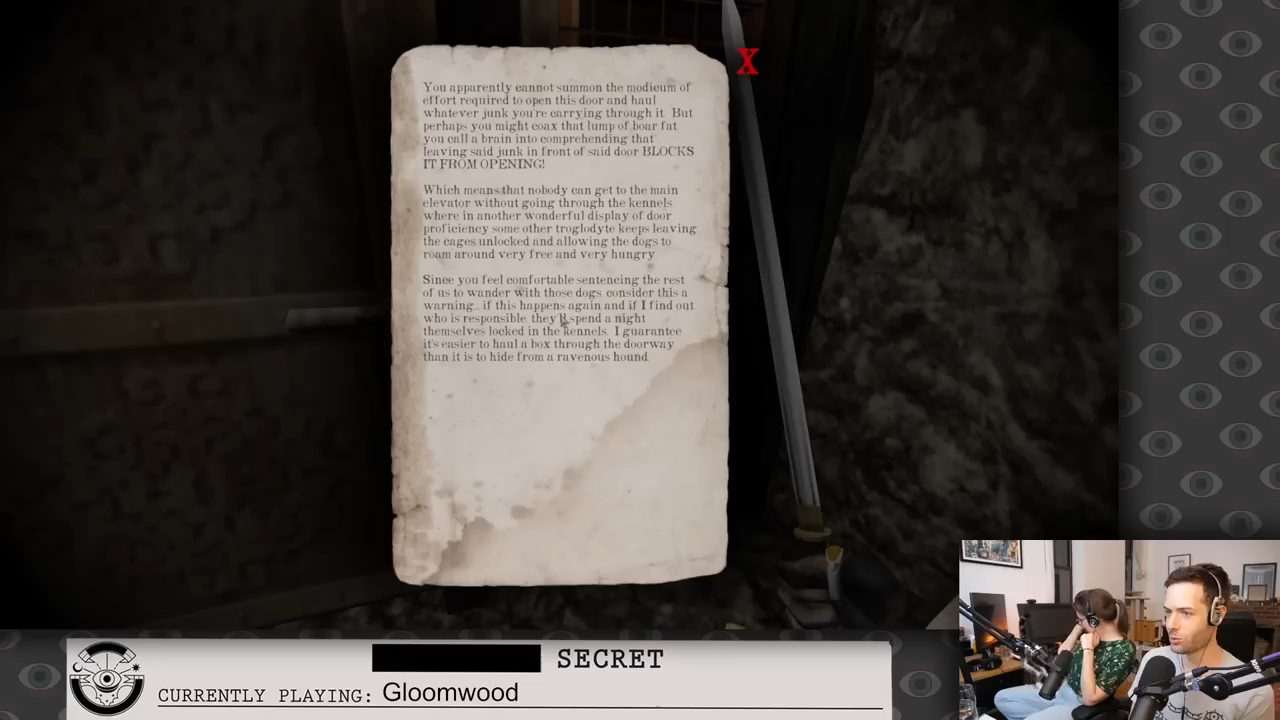 X
You apparently cannot summon the modicum of
effort required to open this door and haul
whatever junk you're carrying through it. But
perhaps you might coax that lump of boar fat
you call a brain into comprehending that
leaving said junk in front of said door BLOCKS
IT FROM OPENING!
Which means that nobody can get to the main
elevator without going through the kennels
where in another wonderful display of door
proficiency some other troglodyte keeps leaving
the cages unlocked and allowing the dogs to
roam around very free and very hungry.
Since you feel comfortable sentencing the rest
of us to wander with those dogs, consider this a
warning... if this happens again and if I find out
who is responsible, they'll spend a night
themselves locked in the kennels. I guarantee
it's easier to haul a box through the doorway
than it is to hide from a ravenous hound.
SECRET
CURRENTLY PLAYING: Gloomwood